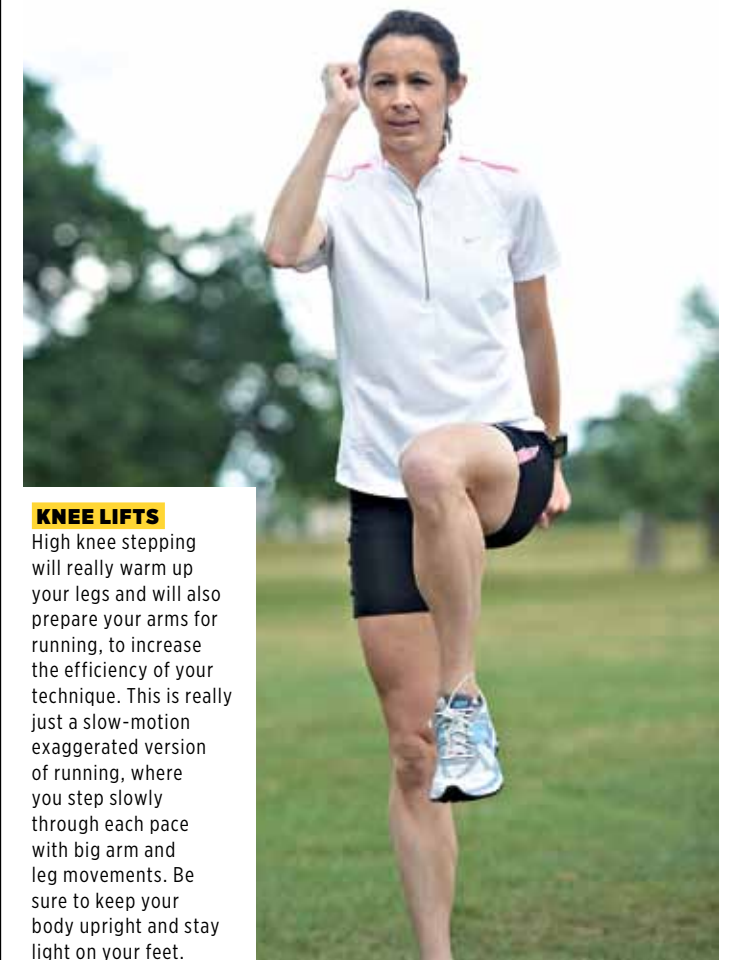 KNEE LIFTS
High knee stepping
will really warm up
your legs and will also
prepare your arms for
running, to increase
the efficiency of your
technique. This is really
just a slow-motion
exaggerated version
of running, where
you step slowly
through each pace
with big arm and
leg movements. Be
sure to keep your
body upright and stay
light on your feet.